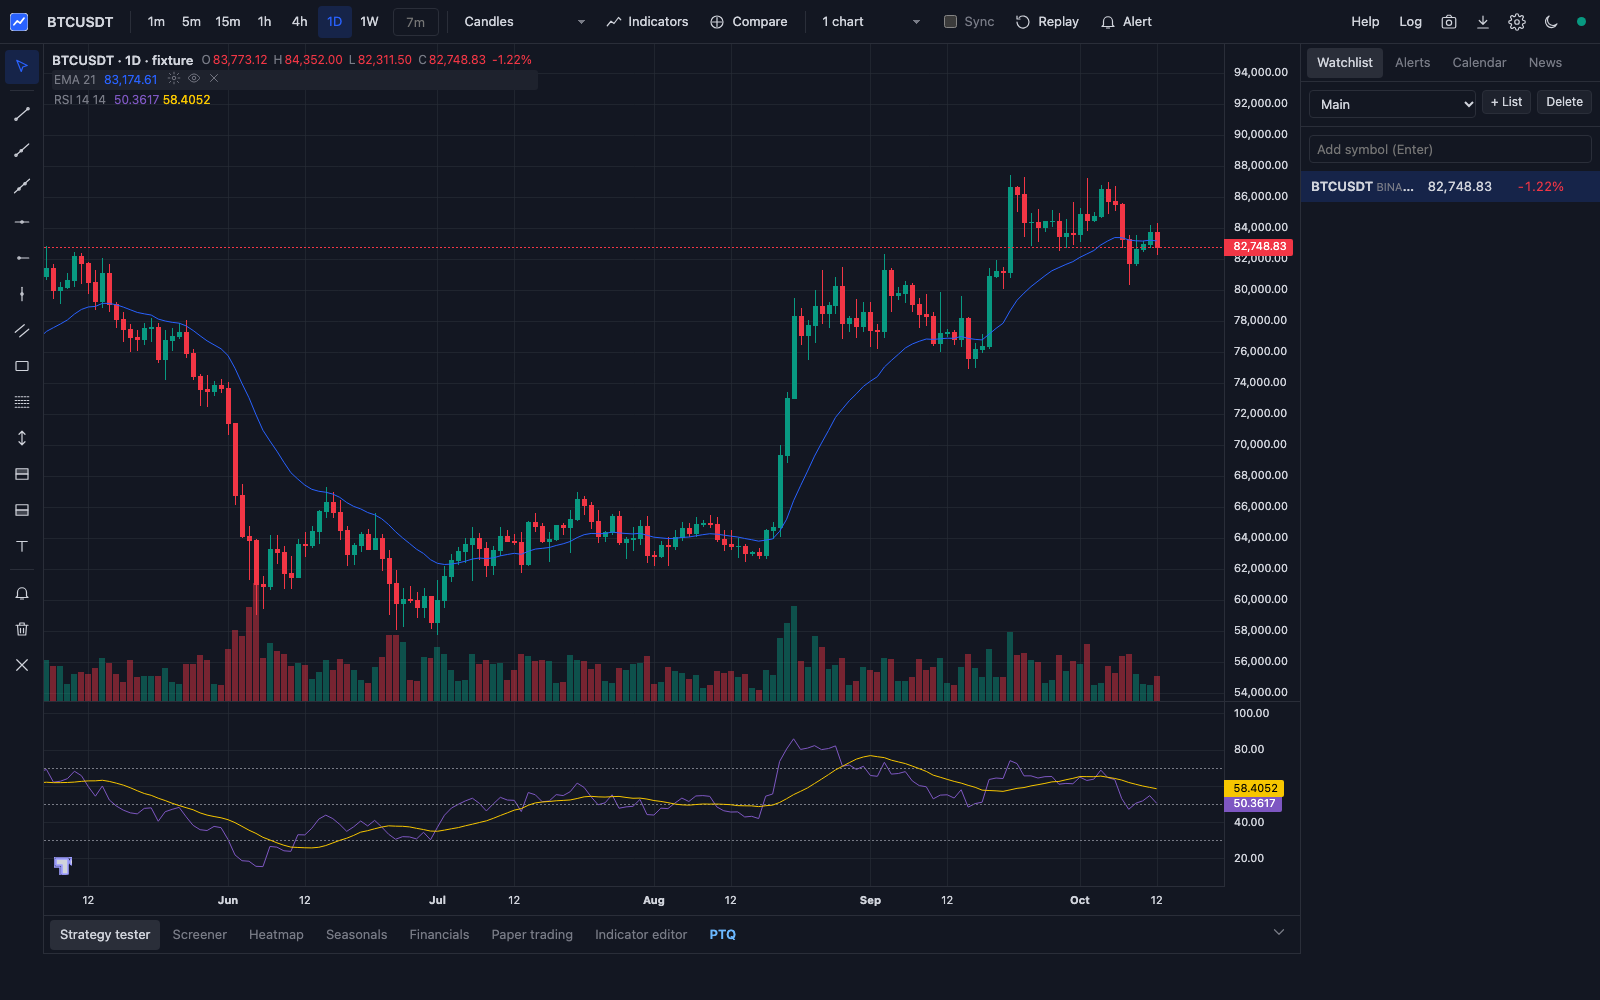 BTCUSDT 1m 5m 15m 1h 4h 1D 1W 7m Candles Indicators Compare 1 chart Sync Replay Alert Help Log
BTCUSDT · 1D · fixture O 83,773.12 H 84,352.00 L 82,311.50 C 82,748.83 -1.22%
EMA 21 83,174.61
RSI 14 14 50.3617 58.4052
94,000.00
92,000.00
90,000.00
88,000.00
86,000.00
84,000.00
82,748.83
82,000.00
80,000.00
78,000.00
76,000.00
74,000.00
72,000.00
70,000.00
68,000.00
66,000.00
64,000.00
62,000.00
60,000.00
58,000.00
56,000.00
54,000.00
100.00
80.00
58.4052
50.3617
40.00
20.00
12 Jun 12 Jul 12 Aug 12 Sep 12 Oct 12
Strategy tester Screener Heatmap Seasonals Financials Paper trading Indicator editor PTQ
Watchlist Alerts Calendar News
Main + List Delete
Add symbol (Enter)
BTCUSDT BINA... 82,748.83 -1.22%